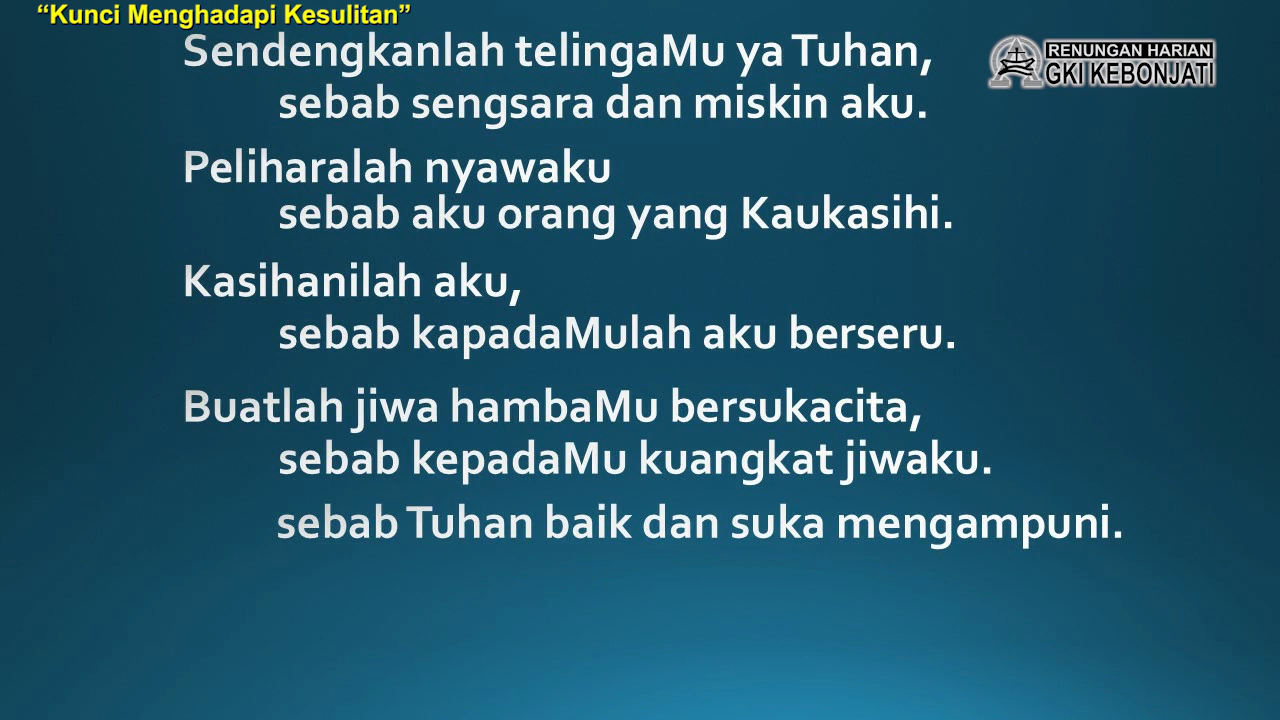 “Kunci Menghadapi Kesulitan”
Sendengkanlah telingaMu ya Tuhan,
RENUNGAN HARIAN
GKI KEBONJATI
sebab sengsara dan miskin aku.
Peliharalah nyawaku
sebab aku orang yang Kaukasihi.
Kasihanilah aku,
sebab kapadaMulah aku berseru.
Buatlah jiwa hambaMu bersukacita,
sebab kepadaMu kuangkat jiwaku.
sebab Tuhan baik dan suka mengampuni.